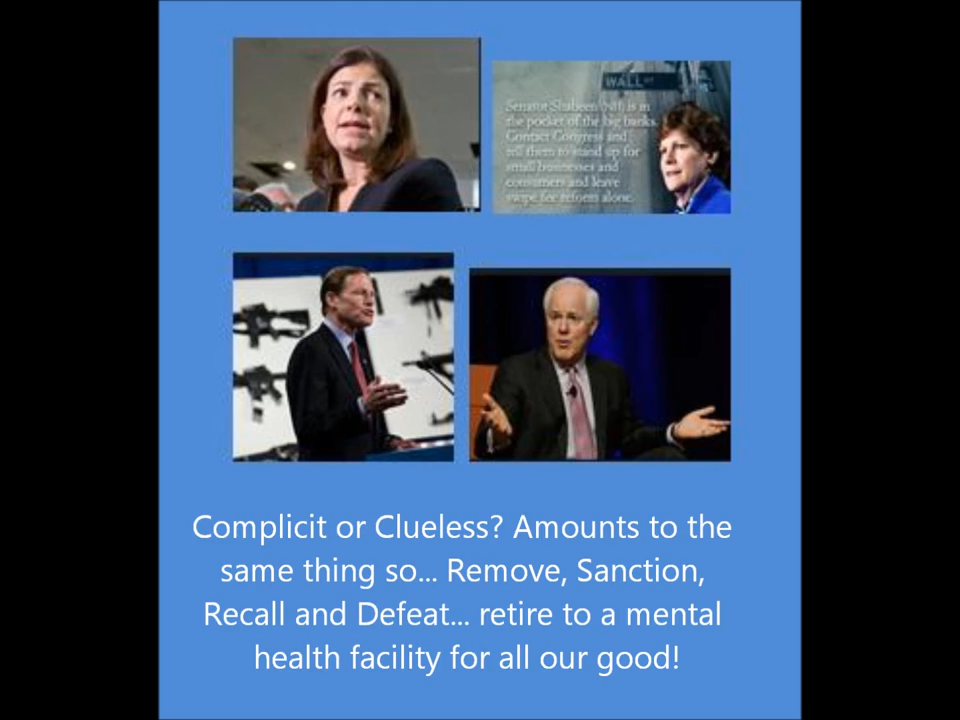 WALL ST
Senator Shaheen (NH) is in
the pocket of the big banks.
Contact Congress and
tell them to stand up for
small businesses and
consumers and leave
swipe fee reform alone.
Complicit or Clueless? Amounts to the
same thing so... Remove, Sanction,
Recall and Defeat... retire to a mental
health facility for all our good!